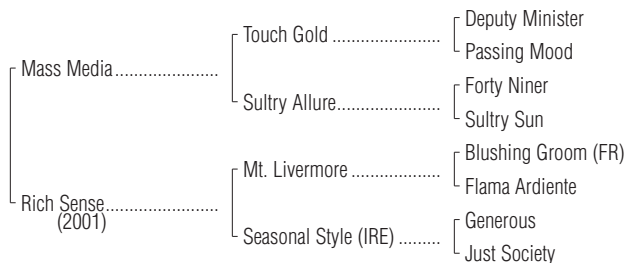 Deputy Minister
Touch Gold ........................
Passing Mood
Mass Media.......................
Forty Niner
Sultry Allure.......................
Sultry Sun
Blushing Groom (FR)
Mt. Livermore ....................
Flama Ardiente
Rich Sense.........................
(2001)
Generous
Seasonal Style (IRE) .........
Just Society